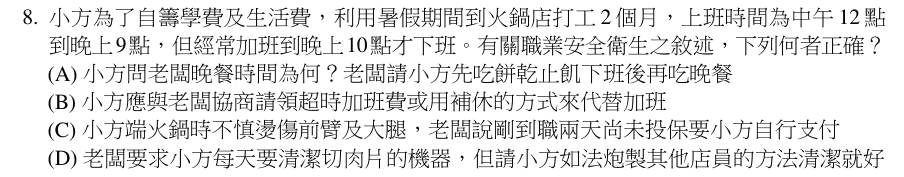 8. 小方為了自籌學費及生活費，利用暑假期間到火鍋店打工 2 個月，上班時間為中午 12 點
到晚上9點，但經常加班到晚上10點才下班。有關職業安全衛生之敘述，下列何者正確？
(A) 小方問老闆晚餐時間為何？老闆請小方先吃餅乾止飢下班後再吃晚餐
(B) 小方應與老闆協商請領超時加班費或用補休的方式來代替加班
(C) 小方端火鍋時不慎燙傷前臂及大腿，老闆說剛到職兩天尚未投保要小方自行支付
(D) 老闆要求小方每天要清潔切肉片的機器，但請小方如法炮製其他店員的方法清潔就好